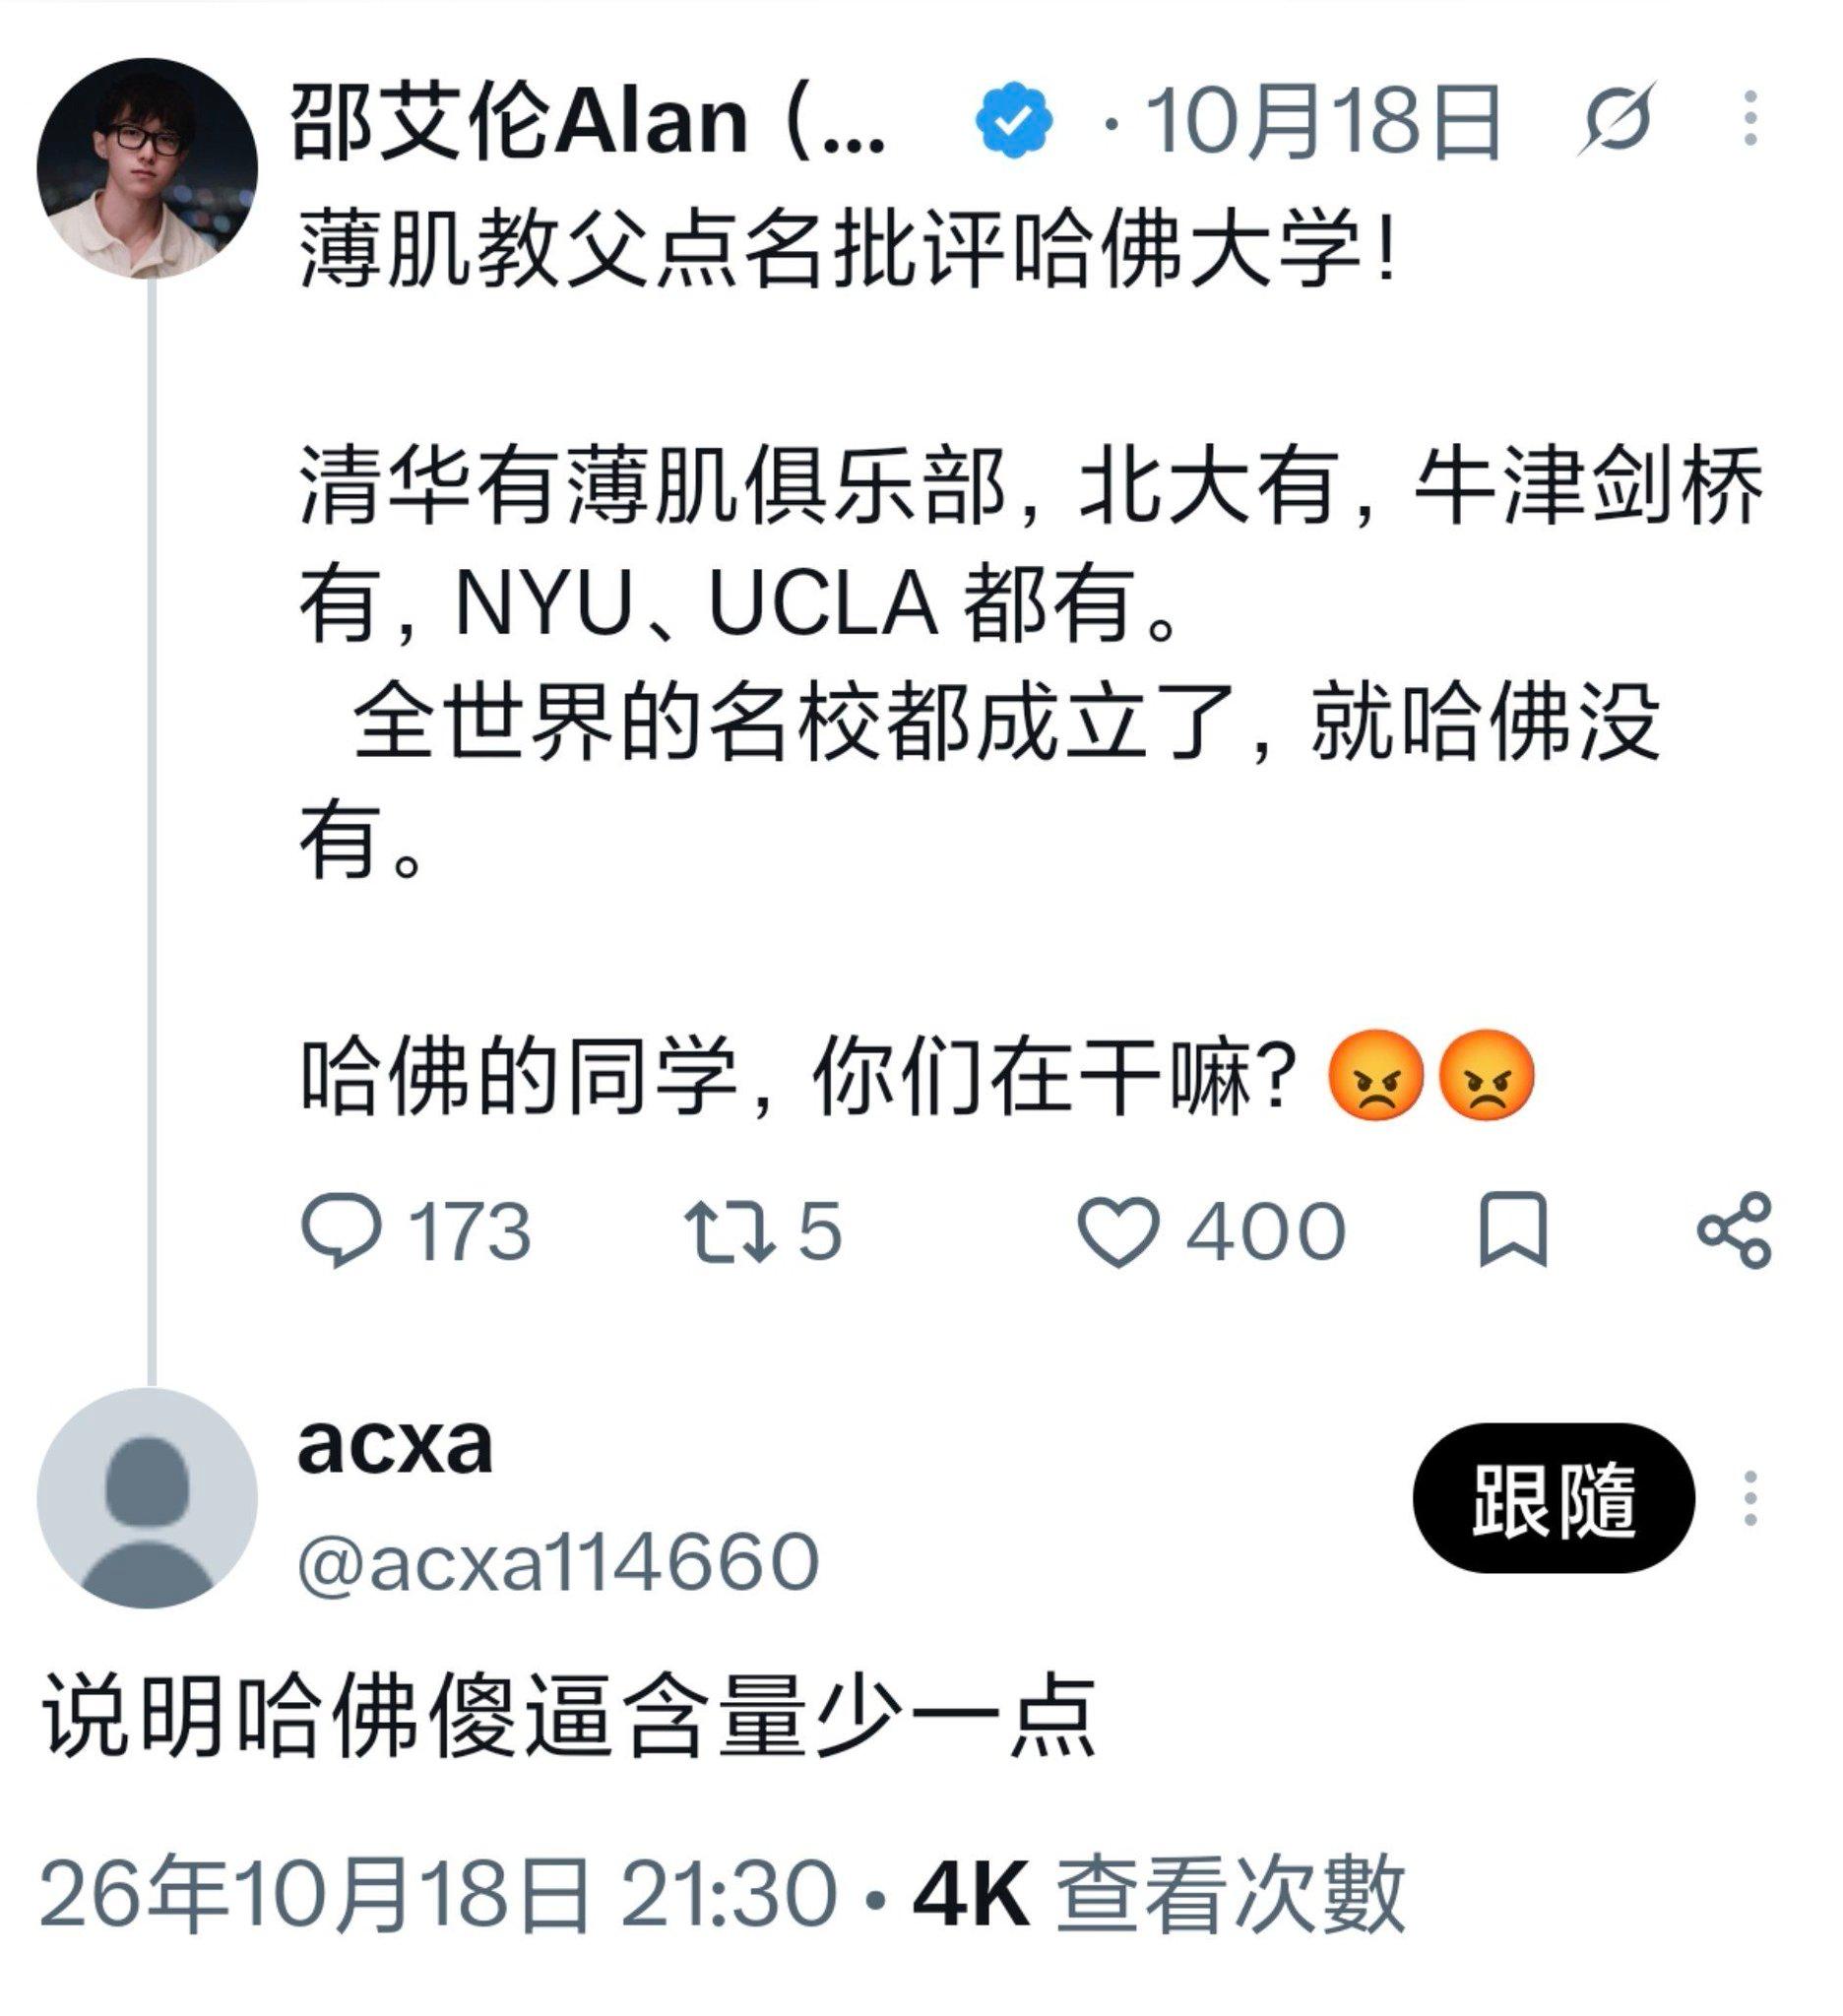 邵艾伦Alan (... · 10月18日
薄肌教父点名批评哈佛大学！
清华有薄肌俱乐部，北大有，牛津剑桥
有，NYU、UCLA 都有。
全世界的名校都成立了，就哈佛没
有。
哈佛的同学，你们在干嘛？😡😡
173 5 400
acxa
跟隨
@acxa114660
说明哈佛傻逼含量少一点
26年10月18日 21:30 · 4K 查看次數